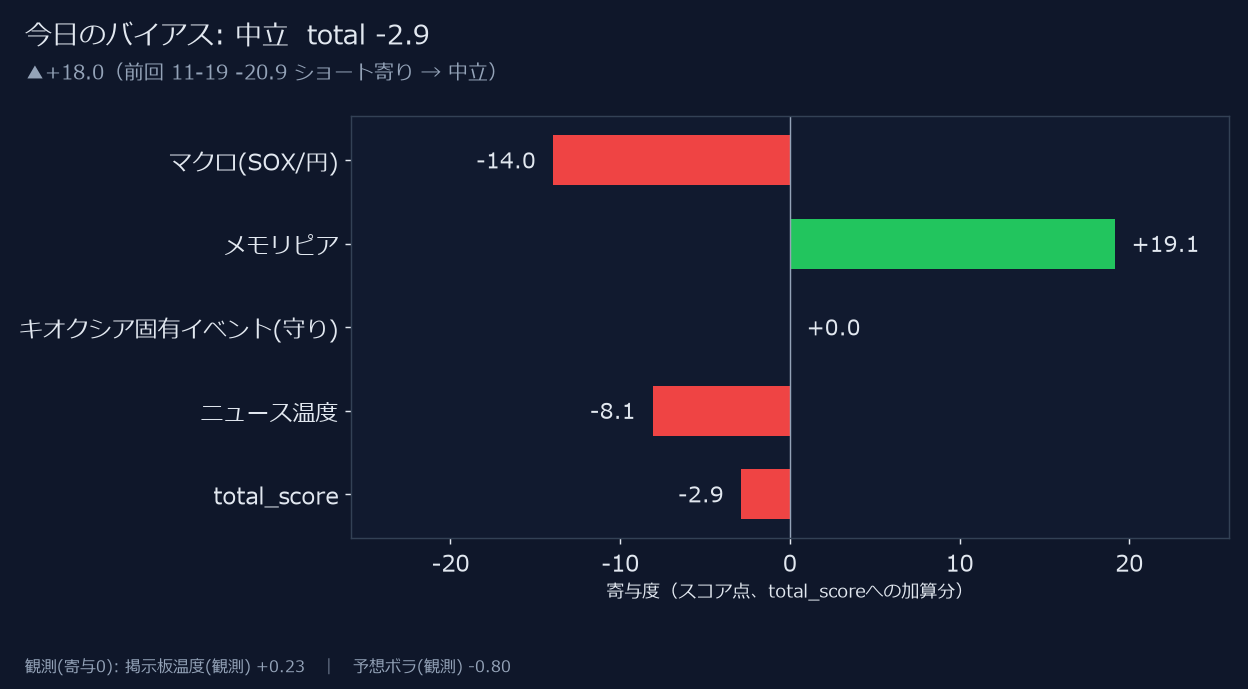 今日のバイアス: 中立  total -2.9
▲+18.0（前回 11-19 -20.9 ショート寄り → 中立）
マクロ(SOX/円)
-14.0
メモリピア
+19.1
キオクシア固有イベント(守り)
+0.0
ニュース温度
-8.1
total_score
-2.9
-20 -10 0 10 20
寄与度（スコア点、total_scoreへの加算分）
観測(寄与0): 掲示板温度(観測) +0.23 ｜ 予想ボラ(観測) -0.80